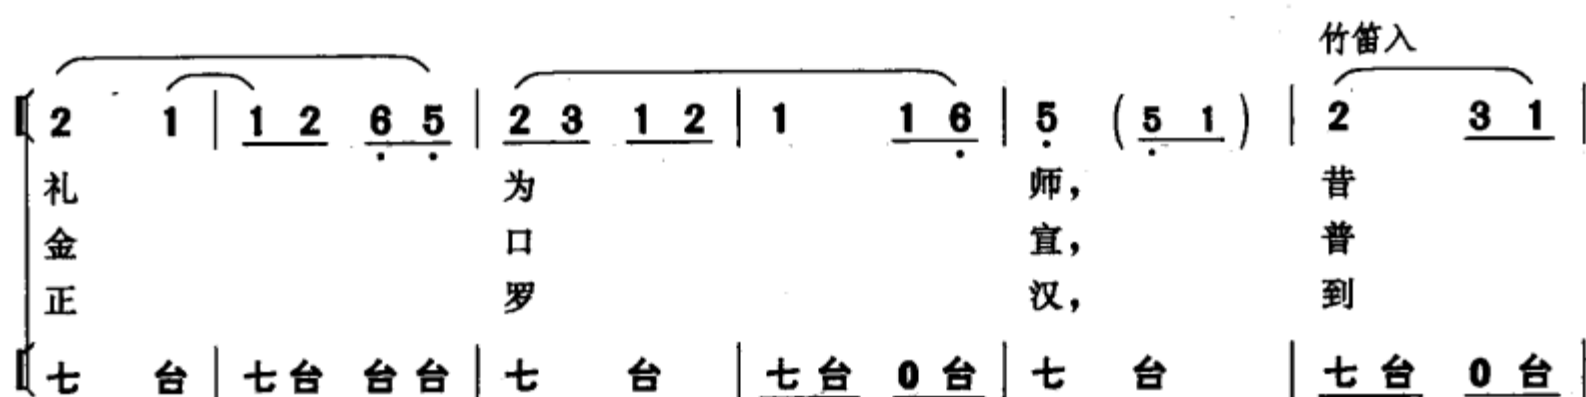 竹笛入
2 1 | 1 2 6 5 | 2 3 1 2 | 1 1 6 | 5 ( 5 1 ) | 2 3 1 |
礼 为 师， 昔
金 口 宣， 普
正 罗 汉， 到
七 台 | 七 台 台 台 | 七 台 | 七 台 0 台 | 七 台 | 七 台 0 台 |